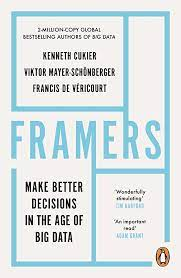 2-MILLION-COPY GLOBAL
BESTSELLING AUTHORS OF BIG DATA
KENNETH CUKIER
VIKTOR MAYER-SCHÖNBERGER
FRANCIS DE VÉRICOURT
FRAMERS
MAKE BETTER
DECISIONS
IN THE AGE OF
BIG DATA
'Wonderfully
stimulating'
TIM HARFORD
'An important
read'
ADAM GRANT